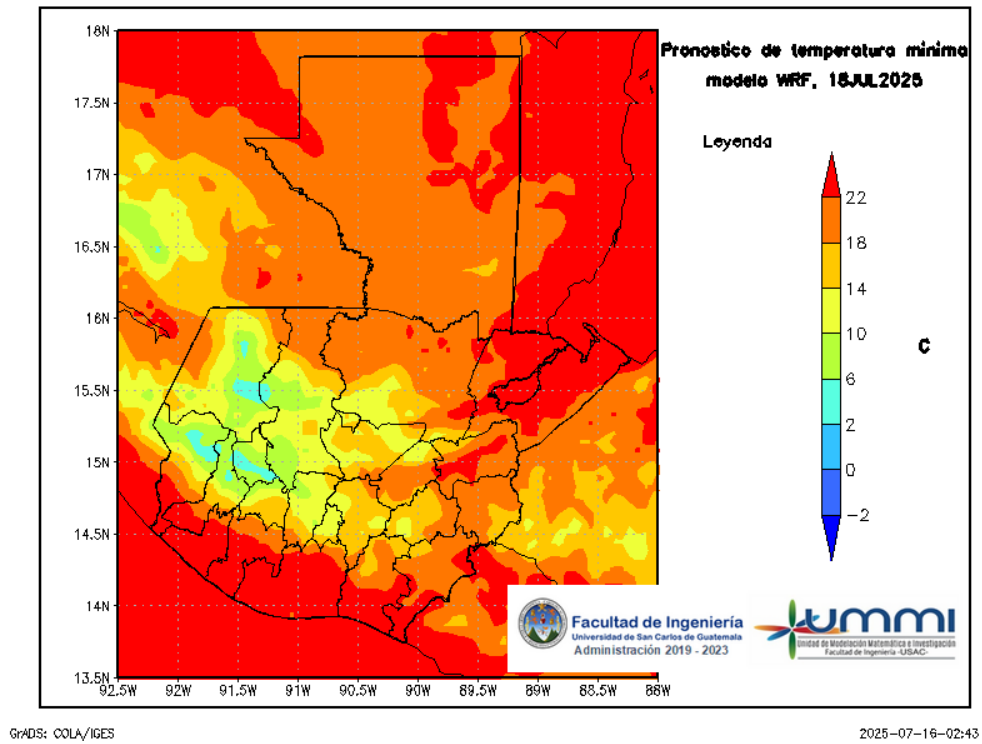 Pronostico de temperatura minima
modelo WRF, 15JUL2025
Leyenda
22
18
14
10
6
2
0
-2
C
18N
17.5N
17N
16.5N
16N
15.5N
15N
14.5N
14N
13.5N
92.5W 92W 91.5W 91W 90.5W 90W 89.5W 89W 88.5W 88W
Facultad de Ingeniería
Universidad de San Carlos de Guatemala
Administración 2019 - 2023
ummi
Unidad de Modelación Matemática e Investigación
Facultad de Ingeniería -USAC-
GrADS: COLA/IGES
2025-07-16-02:43